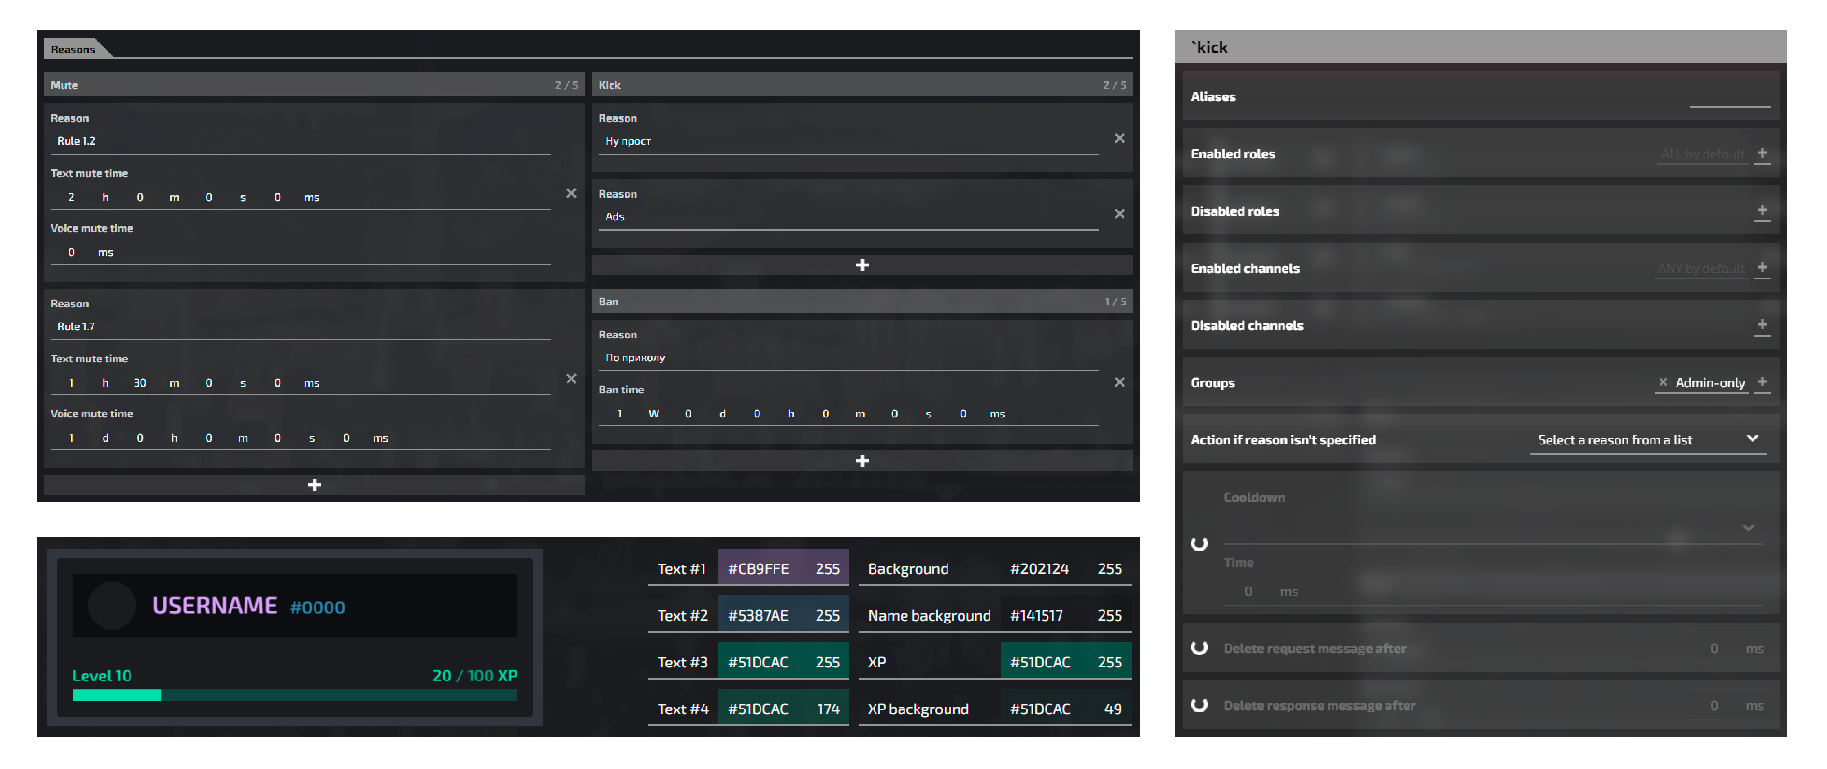 Reasons
Mute 2 / 5
Reason
Rule 1.2
Text mute time
2 h 0 m 0 s 0 ms
Voice mute time
0 ms
Reason
Rule 1.7
Text mute time
1 h 30 m 0 s 0 ms
Voice mute time
1 d 0 h 0 m 0 s 0 ms
Kick 2 / 5
Reason
Ну прост
Reason
Ads
Ban 1 / 5
Reason
По приколу
Ban time
1 W 0 d 0 h 0 m 0 s 0 ms
USERNAME #0000
Level 10 20 / 100 XP
Text #1 #CB9FFE 255 Background #202124 255
Text #2 #5387AE 255 Name background #141517 255
Text #3 #51DCAC 255 XP #51DCAC 255
Text #4 #51DCAC 174 XP background #51DCAC 49
`kick
Aliases
Enabled roles ALL by default +
Disabled roles +
Enabled channels ANY by default +
Disabled channels +
Groups × Admin-only +
Action if reason isn't specified Select a reason from a list
Cooldown
Time
0 ms
Delete request message after 0 ms
Delete response message after 0 ms